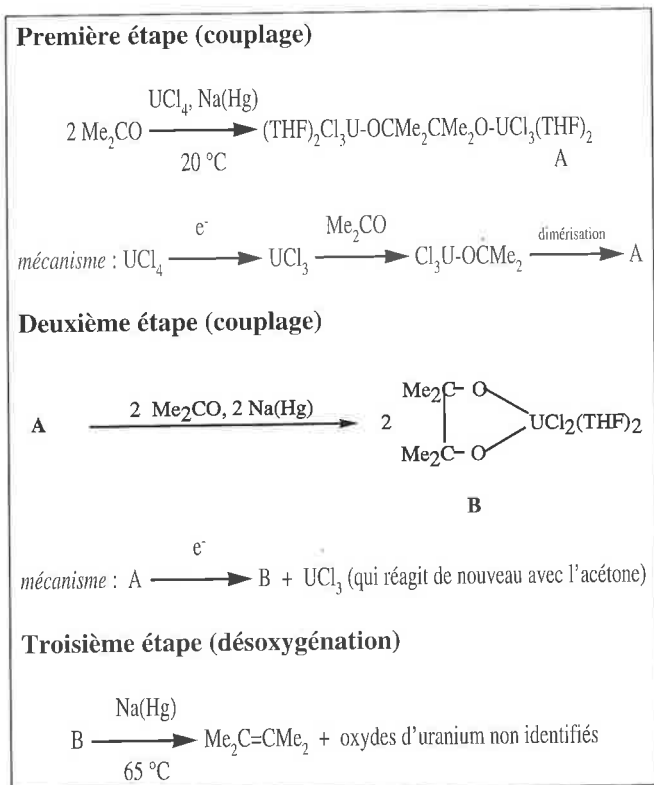 Première étape (couplage)
UCl₄, Na(Hg)
2 Me₂CO ⟶ (THF)₂Cl₃U-OCMe₂CMe₂O-UCl₃(THF)₂
20 °C
A
e⁻ Me₂CO dimérisation
mécanisme : UCl₄ ⟶ UCl₃ ⟶ Cl₃U-OĊMe₂ ⟶ A
Deuxième étape (couplage)
Me₂C– O
2 Me₂CO, 2 Na(Hg)
A ⟶ 2 UCl₂(THF)₂
Me₂C– O
B
e⁻
mécanisme : A ⟶ B + UCl₃ (qui réagit de nouveau avec l'acétone)
Troisième étape (désoxygénation)
Na(Hg)
B ⟶ Me₂C=CMe₂ + oxydes d'uranium non identifiés
65 °C